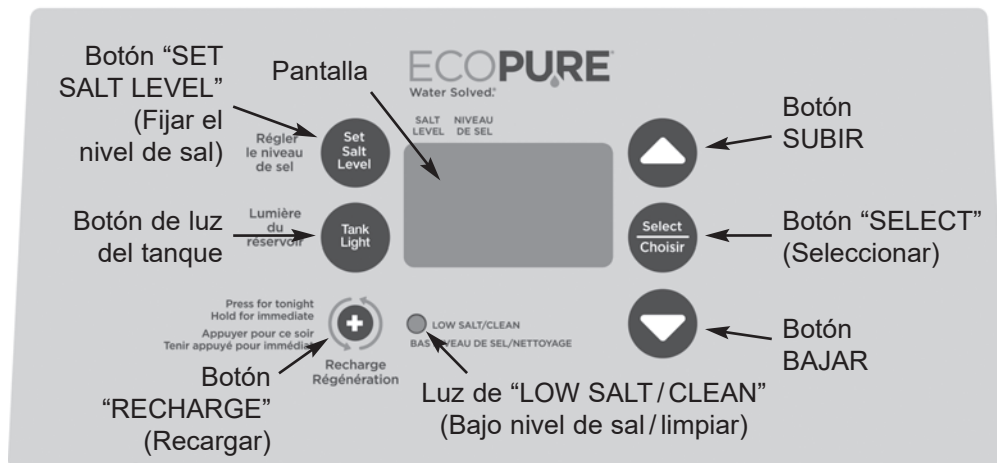 Botón “SET
SALT LEVEL”
(Fijar el
nivel de sal)
Pantalla
ECOPURE
Water Solved.®
SALT
LEVEL
NIVEAU
DE SEL
Régler
le niveau
de sel
Set
Salt
Level
Botón
SUBIR
Botón de luz
del tanque
Lumière
du
réservoir
Tank
Light
Select
Choisir
Botón “SELECT”
(Seleccionar)
Press for tonight
Hold for immediate
Appuyer pour ce soir
Tenir appuyé pour immédiat
Recharge
Régénération
LOW SALT/CLEAN
BAS NIVEAU DE SEL/NETTOYAGE
Botón
BAJAR
Botón
“RECHARGE”
(Recargar)
Luz de “LOW SALT / CLEAN”
(Bajo nivel de sal / limpiar)